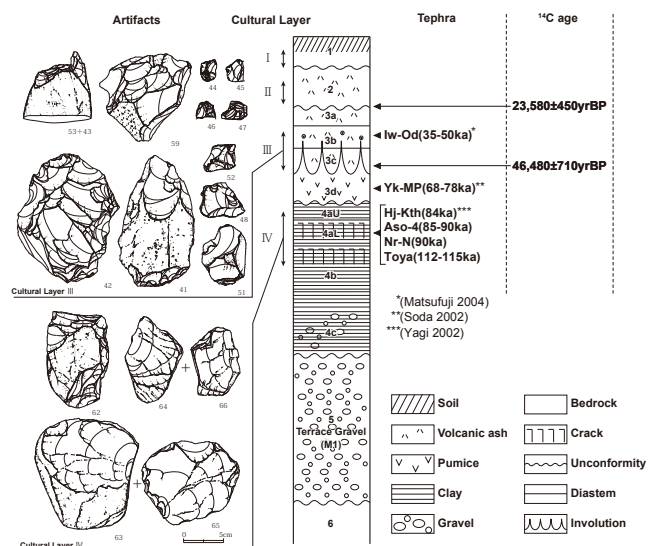 Artifacts
Cultural Layer
Tephra
14C age
I
II
III
IV
1
2
3a
3b
3c
3d
4aU
4aL
4b
4c
5
Terrace Gravel
(M1)
6
23,580±450yrBP
Iw-Od(35-50ka)*
46,480±710yrBP
Yk-MP(68-78ka)**
Hj-Kth(84ka)***
Aso-4(85-90ka)
Nr-N(90ka)
Toya(112-115ka)
*(Matsufuji 2004)
**(Soda 2002)
***(Yagi 2002)
53+43
59
44
45
46
47
52
48
51
42
41
Cultural Layer III
62
64
+
66
63
+
65
0 5cm
Cultural Layer IV
Soil
Bedrock
Volcanic ash
Crack
Pumice
Unconformity
Clay
Diastem
Gravel
Involution